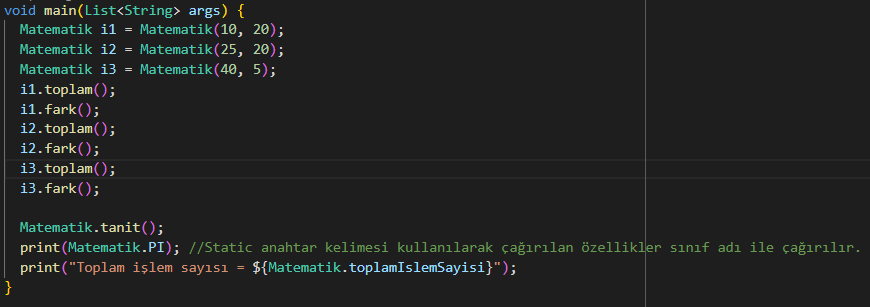 void main(List<String> args) {
  Matematik i1 = Matematik(10, 20);
  Matematik i2 = Matematik(25, 20);
  Matematik i3 = Matematik(40, 5);
  i1.toplam();
  i1.fark();
  i2.toplam();
  i2.fark();
  i3.toplam();
  i3.fark();

  Matematik.tanit();
  print(Matematik.PI); //Static anahtar kelimesi kullanılarak çağırılan özellikler sınıf adı ile çağırılır.
  print("Toplam işlem sayısı = ${Matematik.toplamIslemSayisi}");
}